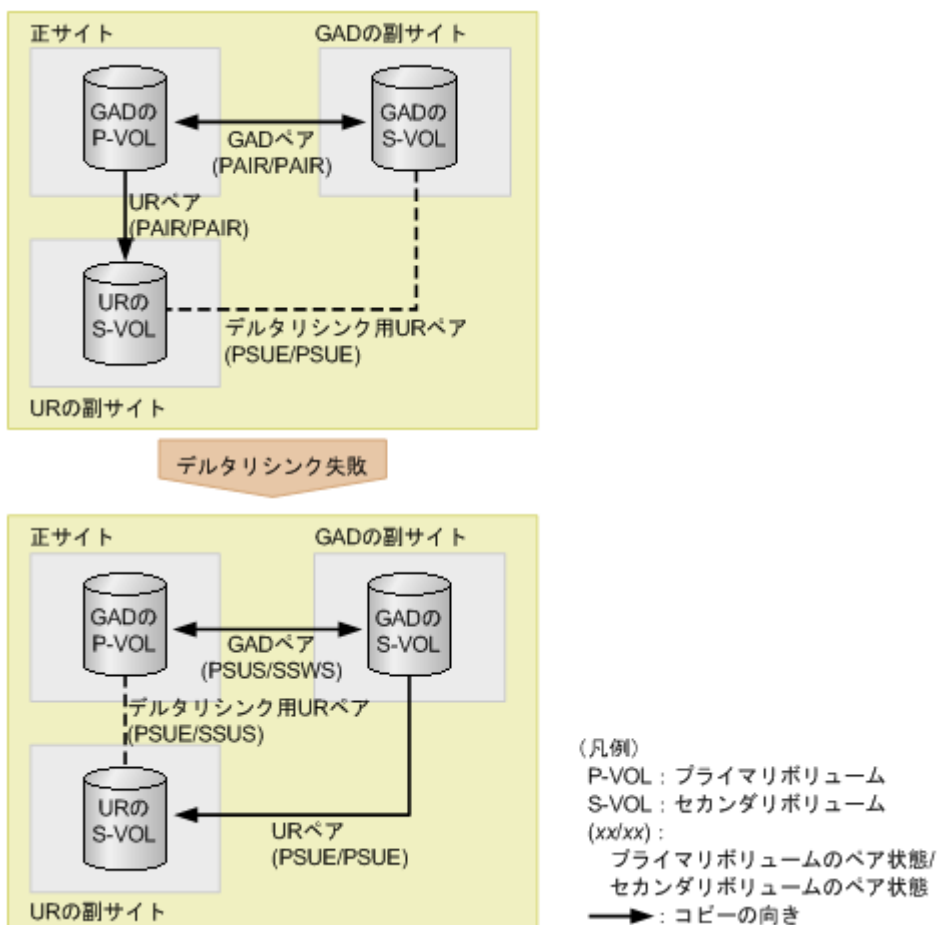 正サイト
GADの副サイト
GADの
P-VOL
GADの
S-VOL
GADペア
(PAIR/PAIR)
URペア
(PAIR/PAIR)
URの
S-VOL
デルタリシンク用URペア
(PSUE/PSUE)
URの副サイト
デルタリシンク失敗
正サイト
GADの副サイト
GADの
P-VOL
GADの
S-VOL
GADペア
(PSUS/SSWS)
デルタリシンク用URペア
(PSUE/SSUS)
URの
S-VOL
URペア
(PSUE/PSUE)
URの副サイト
（凡例）
P-VOL：プライマリボリューム
S-VOL：セカンダリボリューム
(xx/xx)：
プライマリボリュームのペア状態/
セカンダリボリュームのペア状態
：コピーの向き